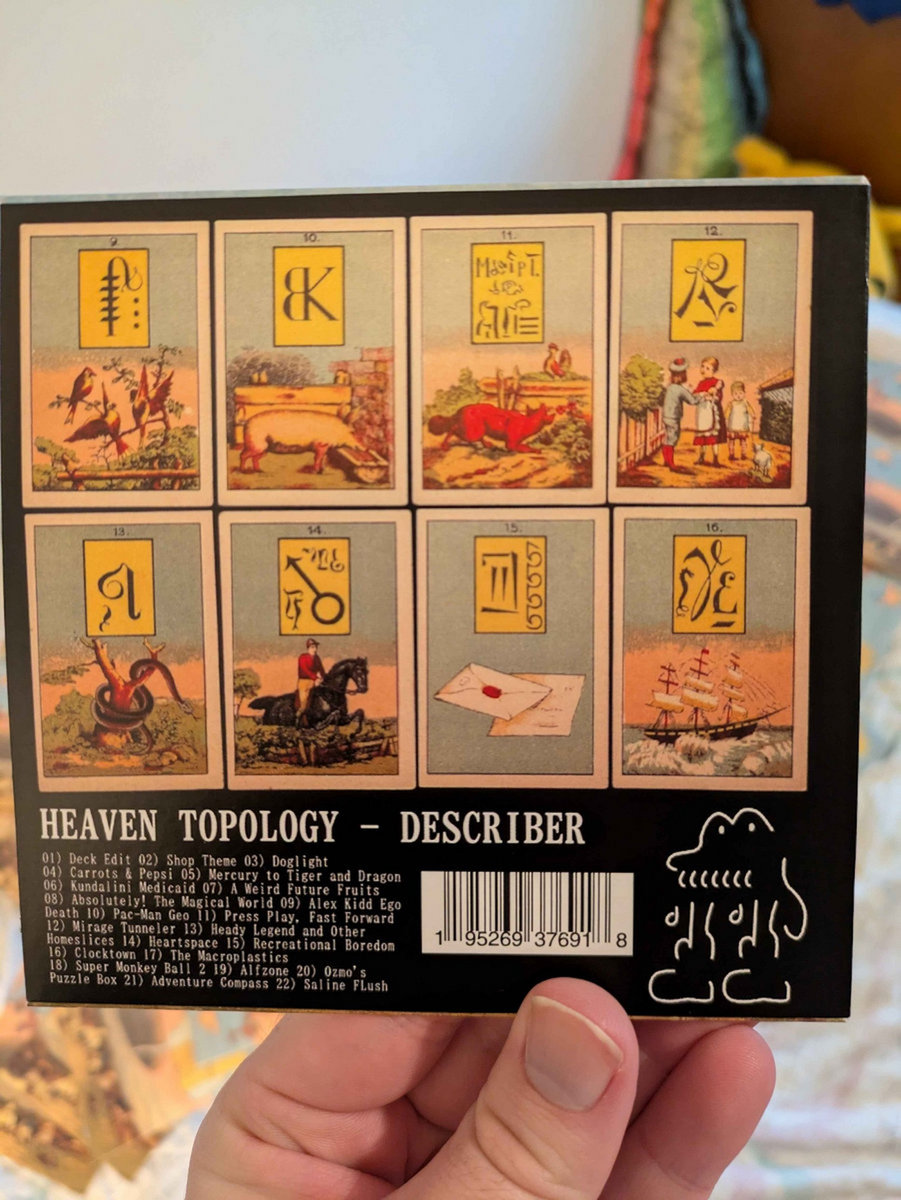 9.
10.
11.
12.
BK
13.
14.
15.
16.
HEAVEN TOPOLOGY - DESCRIBER
01) Deck Edit 02) Shop Theme 03) Doglight
04) Carrots & Pepsi 05) Mercury to Tiger and Dragon
06) Kundalini Medicaid 07) A Weird Future Fruits
08) Absolutely! The Magical World 09) Alex Kidd Ego
Death 10) Pac-Man Geo 11) Press Play, Fast Forward
12) Mirage Tunneler 13) Heady Legend and Other
Homeslices 14) Heartspace 15) Recreational Boredom
16) Clocktown 17) The Macroplastics
18) Super Monkey Ball 2 19) Alfzone 20) Ozmo's
Puzzle Box 21) Adventure Compass 22) Saline FLush
1 95269 37691 8